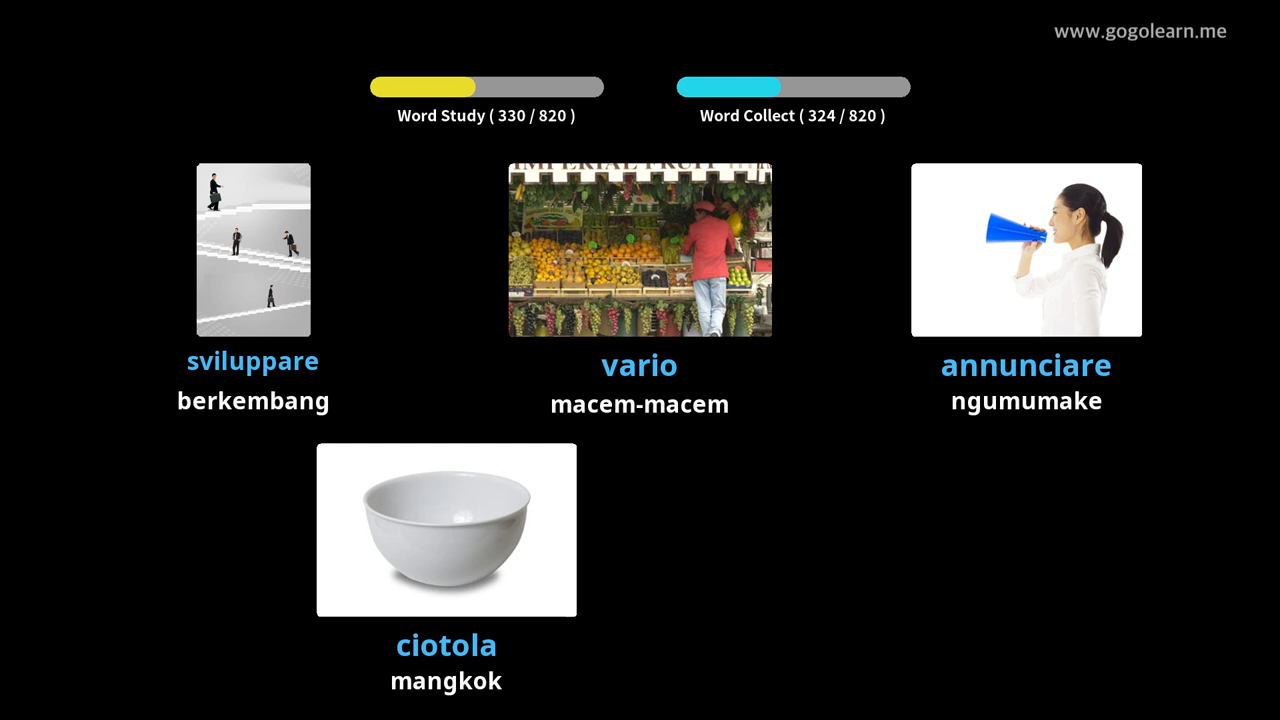 www.gogolearn.me
Word Study ( 330 / 820 )
Word Collect ( 324 / 820 )
sviluppare
berkembang
vario
macem-macem
annunciare
ngumumake
ciotola
mangkok